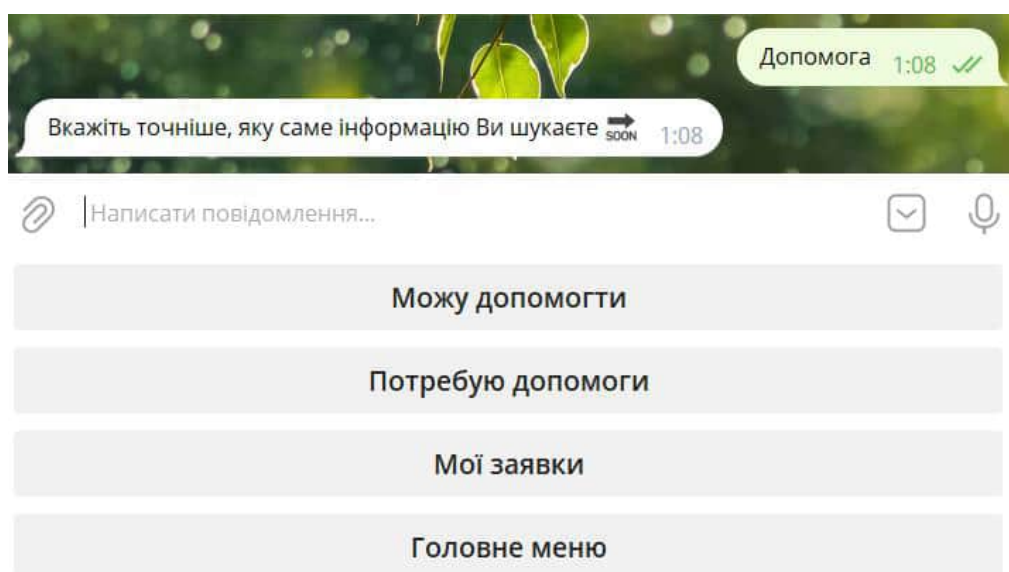 Допомога 1:08
Вкажіть точніше, яку саме інформацію Ви шукаєте SOON 1:08
Написати повідомлення...
Можу допомогти
Потребую допомоги
Мої заявки
Головне меню